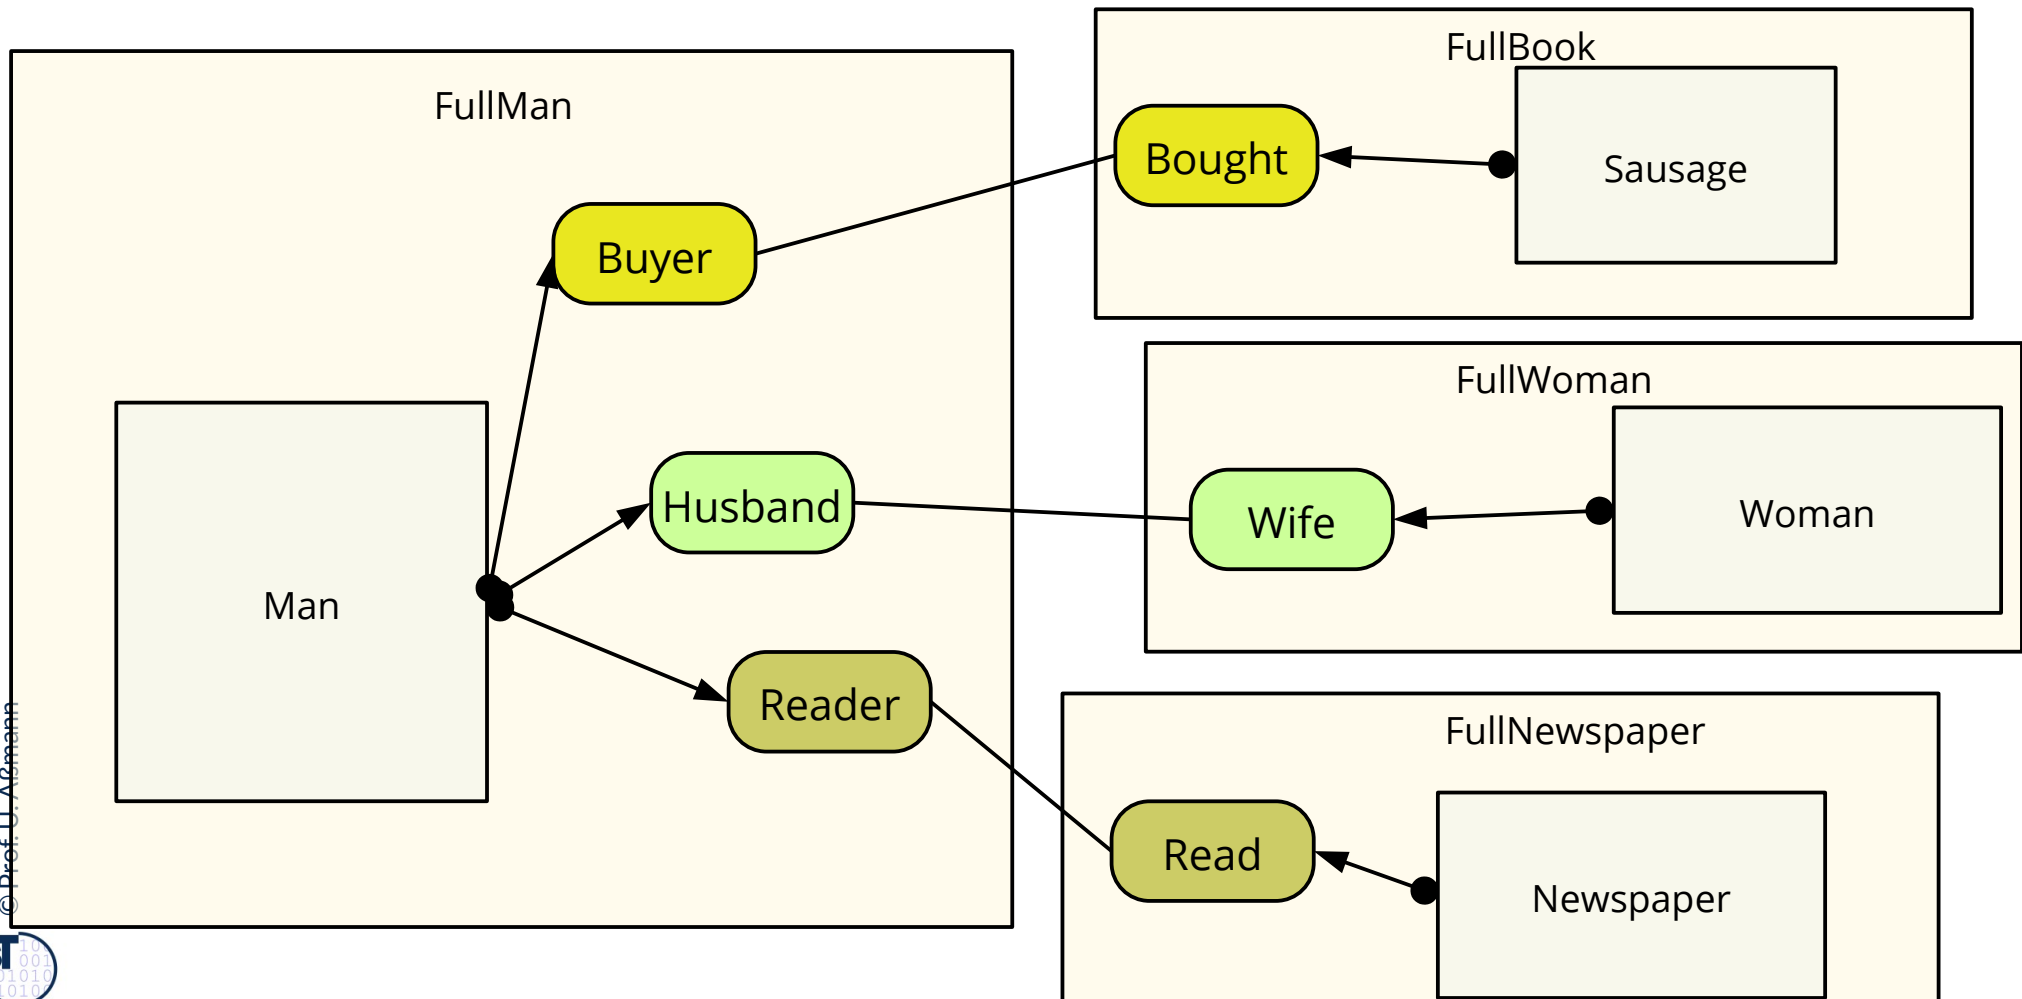 FullMan
Buyer
Husband
Reader
Man
FullBook
Bought
Sausage
FullWoman
Wife
Woman
FullNewspaper
Read
Newspaper
© Prof. U. Aßmann